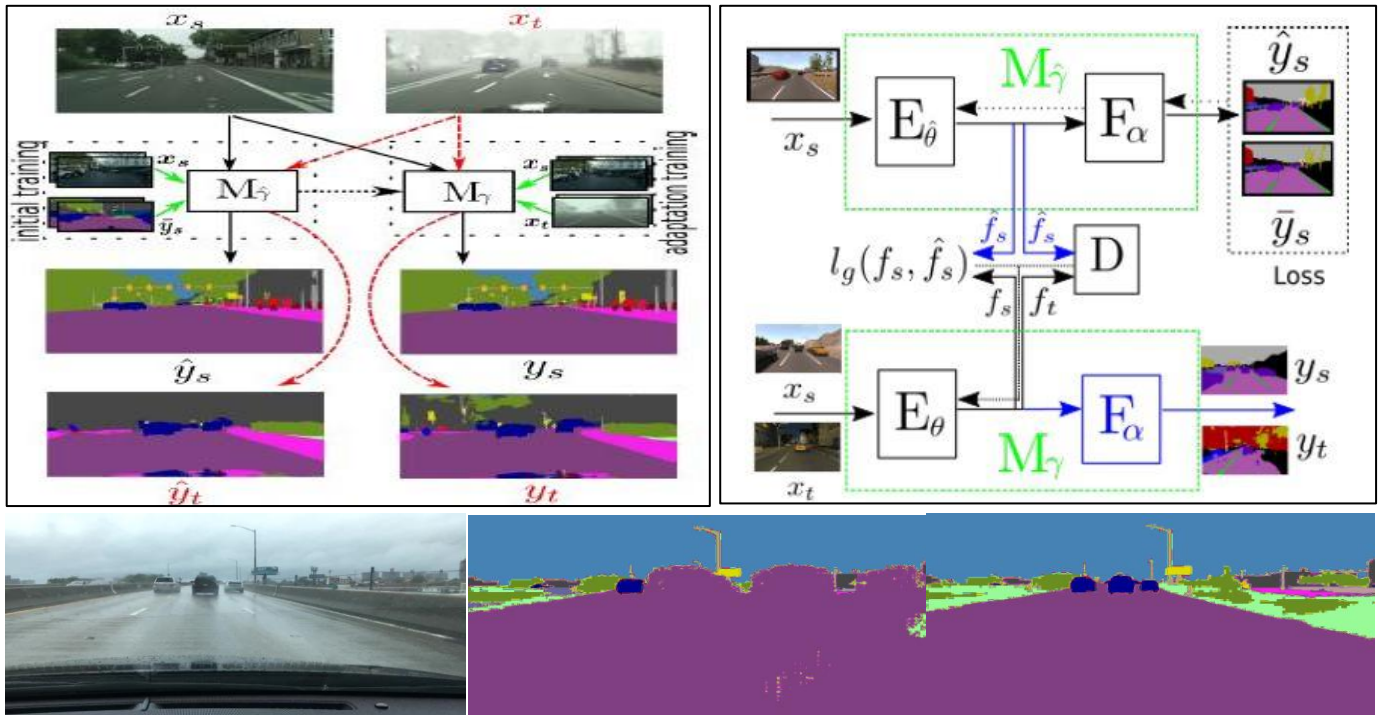 x_s
x_t
initial training
x_s
ȳ_s
M_γ̂
M_γ
x_s
x_t
adaptation training
ŷ_s
y_s
ŷ_t
y_t
M_γ̂
ŷ_s
x_s
E_θ̂
F_α
ȳ_s
Loss
f̂_s
f̂_s
l_g(f_s, f̂_s)
D
f_s
f_t
x_s
E_θ
F_α
y_s
x_t
M_γ
y_t